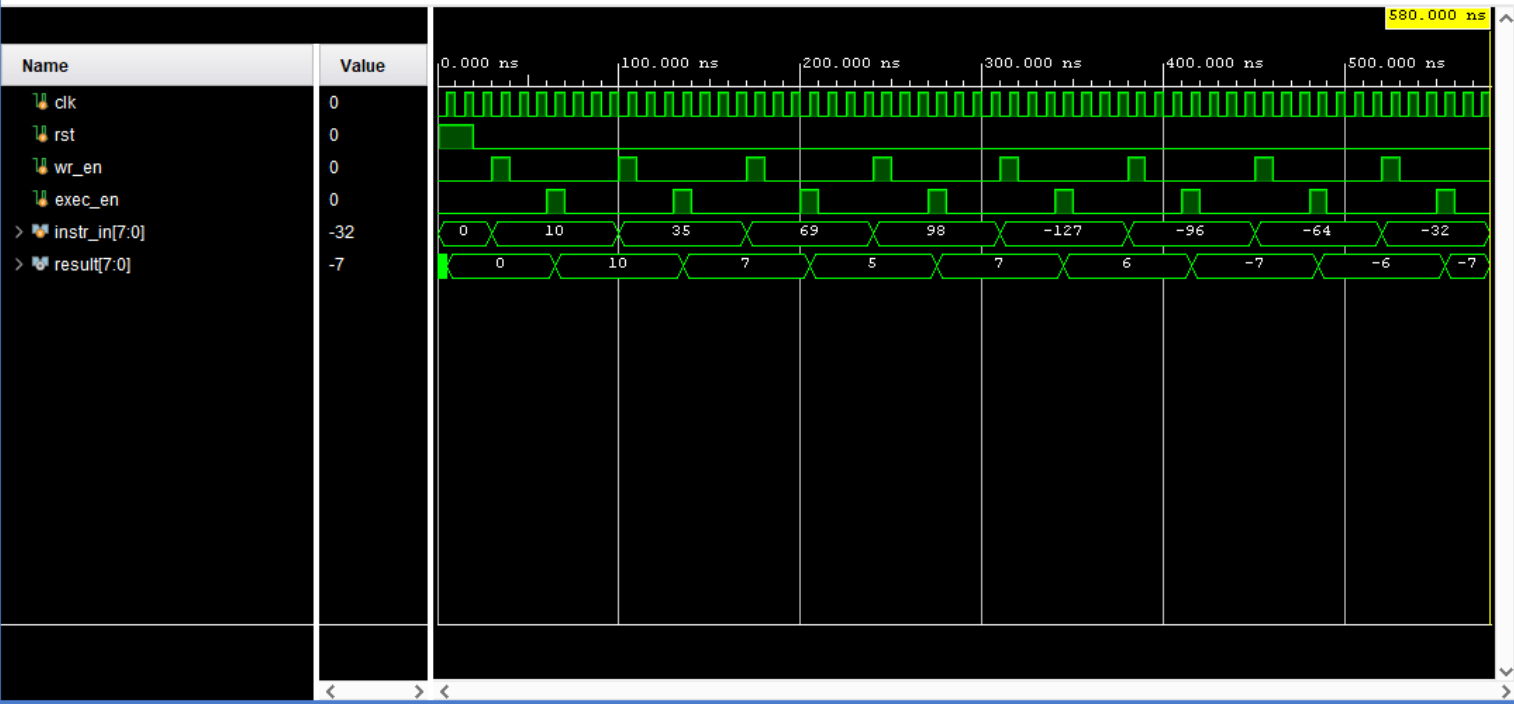 580.000 ns
Name Value 0.000 ns 100.000 ns 200.000 ns 300.000 ns 400.000 ns 500.000 ns
clk 0
rst 0
wr_en 0
exec_en 0
instr_in[7:0] -32 0 10 35 69 98 -127 -96 -64 -32
result[7:0] -7 0 10 7 5 7 6 -7 -6 -7